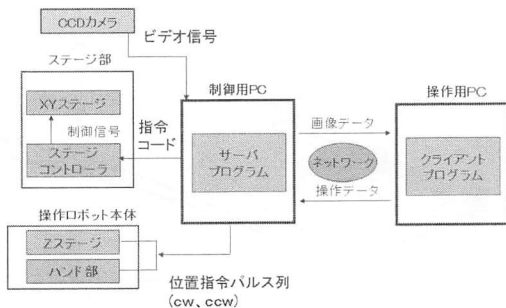 CCDカメラ
ビデオ信号
ステージ部
XYステージ
制御信号
ステージ
コントローラ
指令
コード
制御用PC
サーバ
プログラム
画像データ
ネットワーク
操作データ
操作用PC
クライアント
プログラム
操作ロボット本体
Zステージ
ハンド部
位置指令パルス列
(cw、ccw)